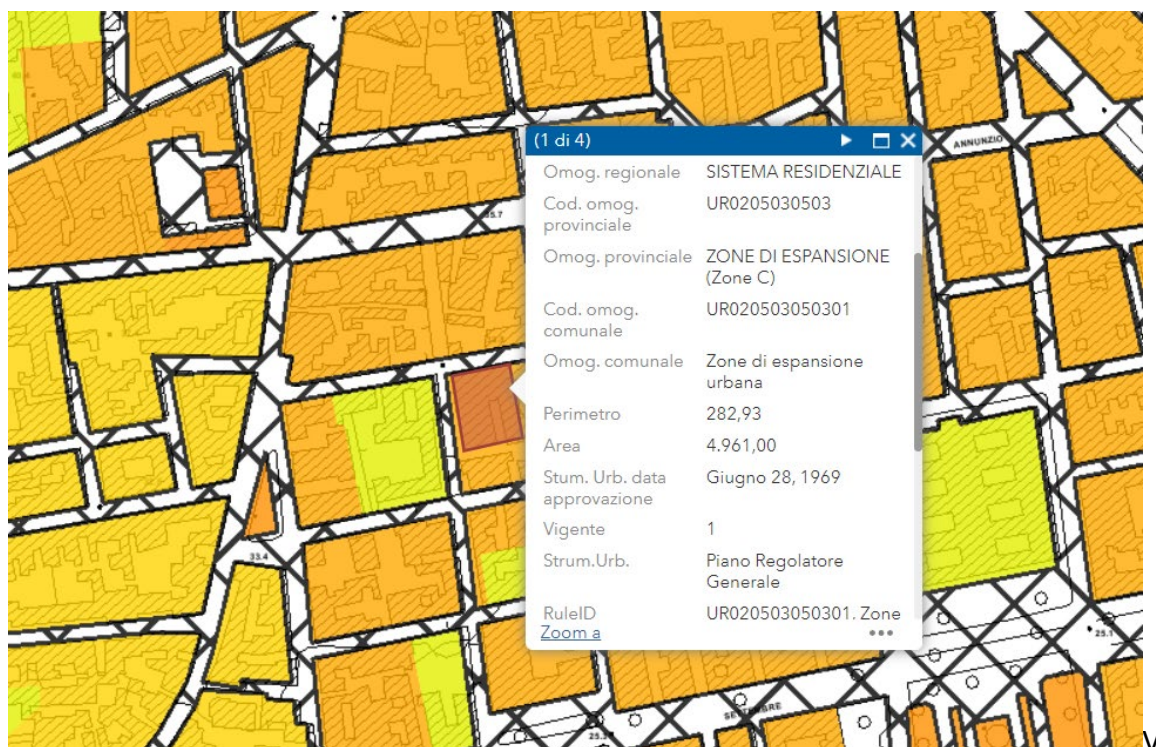 (1 di 4)
Omog. regionale SISTEMA RESIDENZIALE
Cod. omog. UR0205030503
provinciale
Omog. provinciale ZONE DI ESPANSIONE
(Zone C)
Cod. omog. UR020503050301
comunale
Omog. comunale Zone di espansione
urbana
Perimetro 282,93
Area 4.961,00
Stum. Urb. data Giugno 28, 1969
approvazione
Vigente 1
Strum.Urb. Piano Regolatore
Generale
RuleID UR020503050301. Zone
Zoom a
ANNUNZIO
VIA
33.4
25.1
SETTEMBRE
V